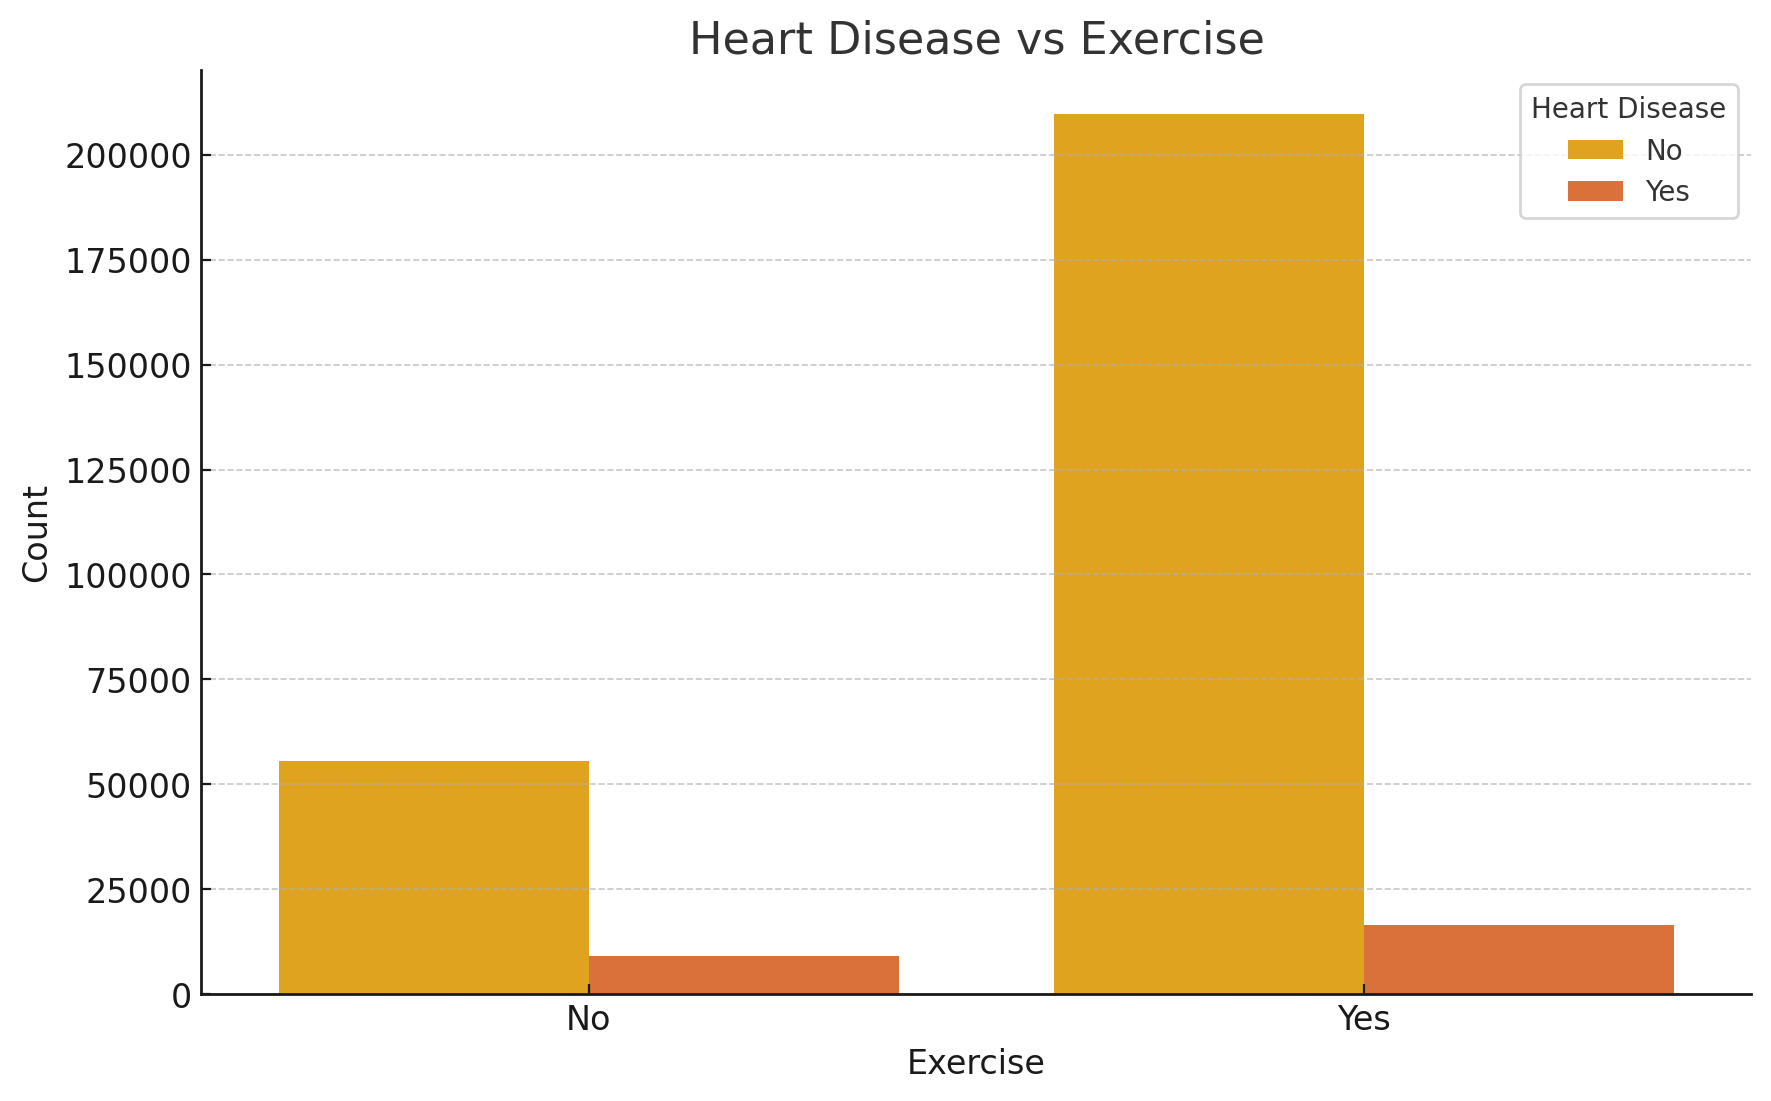 Heart Disease vs Exercise
Heart Disease
No
Yes
200000
175000
150000
125000
100000
75000
50000
25000
0
Count
No
Yes
Exercise